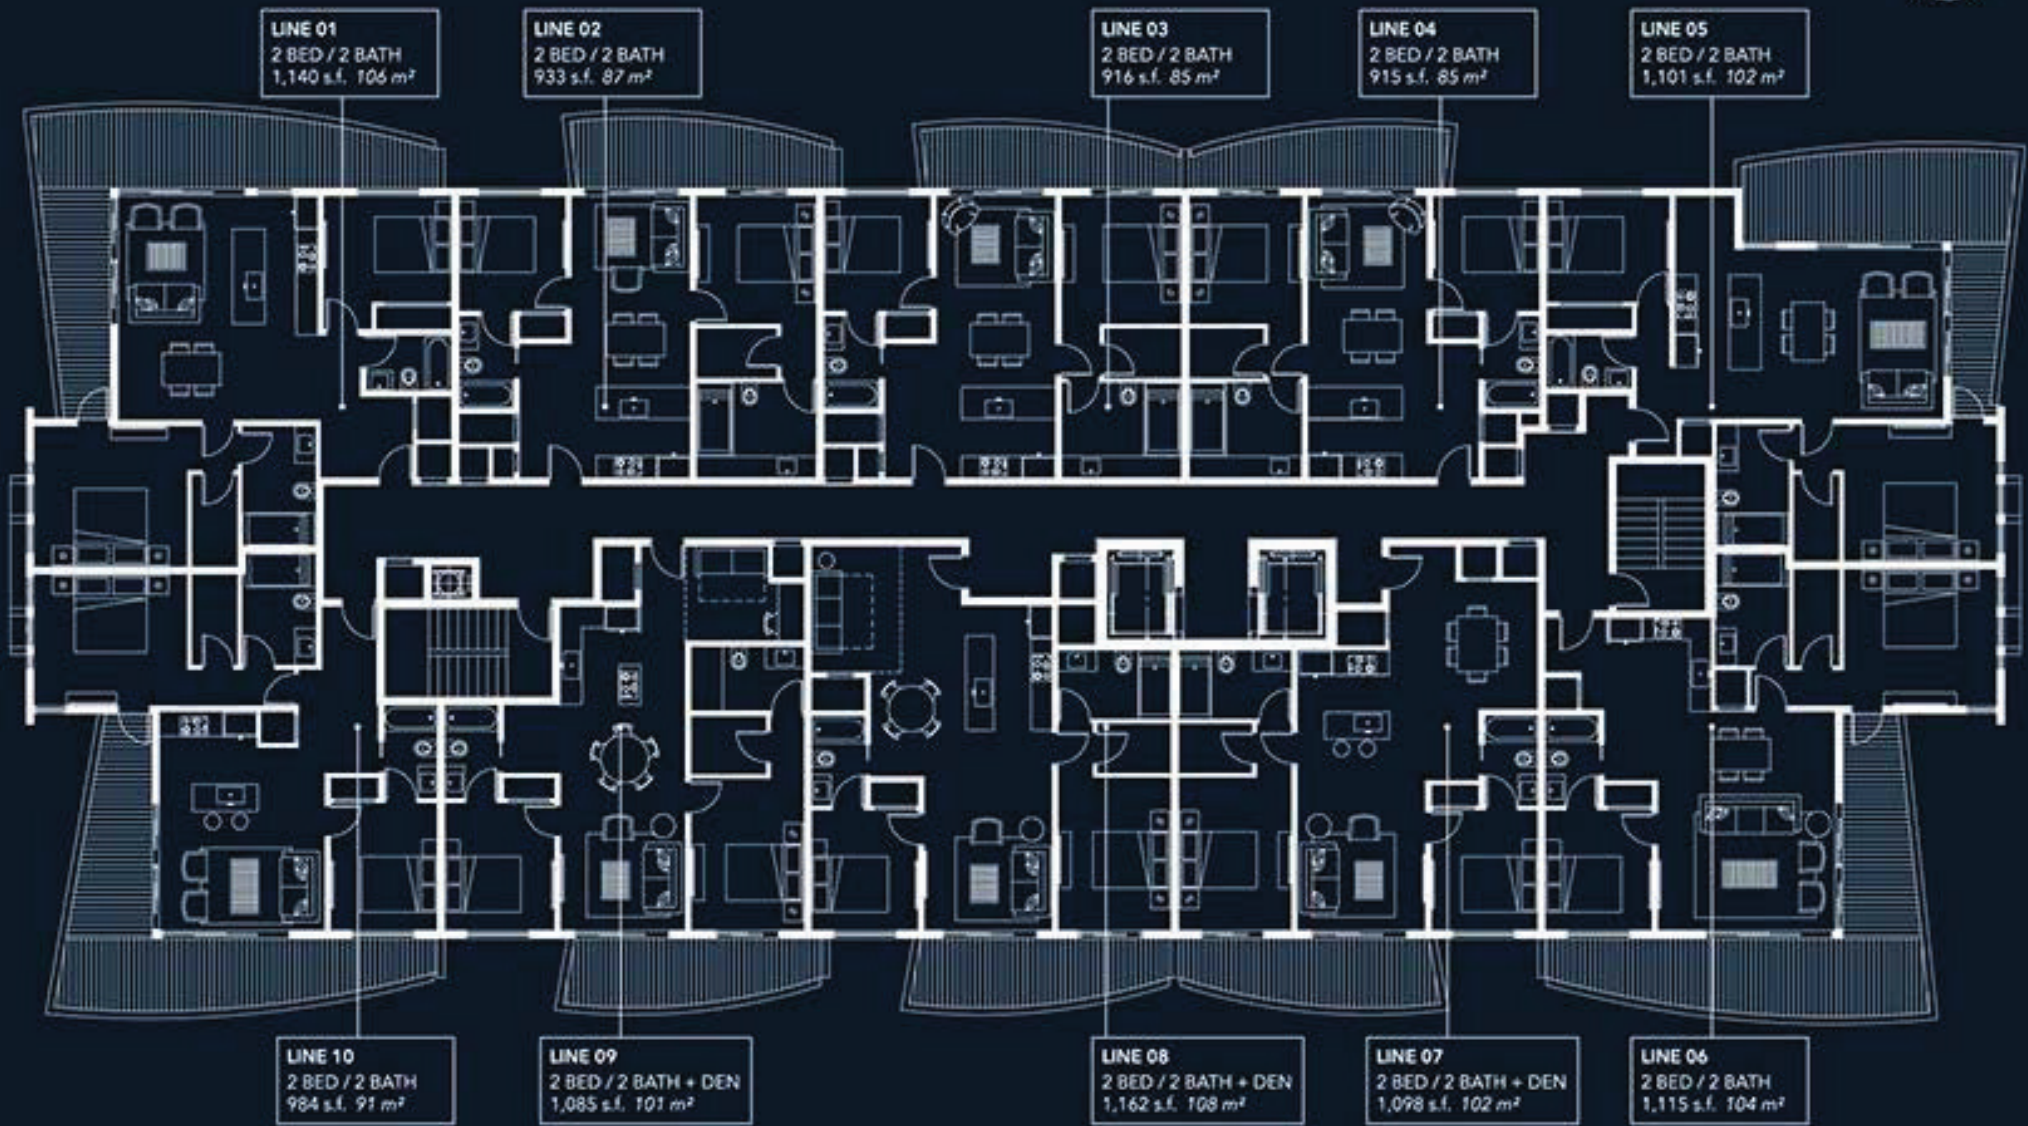 LINE 01
2 BED / 2 BATH
1,140 s.f. 106 m²
LINE 02
2 BED / 2 BATH
933 s.f. 87 m²
LINE 03
2 BED / 2 BATH
916 s.f. 85 m²
LINE 04
2 BED / 2 BATH
915 s.f. 85 m²
LINE 05
2 BED / 2 BATH
1,101 s.f. 102 m²
LINE 10
2 BED / 2 BATH
984 s.f. 91 m²
LINE 09
2 BED / 2 BATH + DEN
1,085 s.f. 101 m²
LINE 08
2 BED / 2 BATH + DEN
1,162 s.f. 108 m²
LINE 07
2 BED / 2 BATH + DEN
1,098 s.f. 102 m²
LINE 06
2 BED / 2 BATH
1,115 s.f. 104 m²